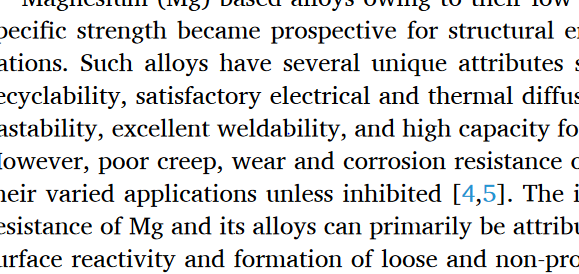 Magnesium (Mg) based alloys owing to their low
pecific strength became prospective for structural e
ations. Such alloys have several unique attributes s
ecyclability, satisfactory electrical and thermal diffus
astability, excellent weldability, and high capacity fo
However, poor creep, wear and corrosion resistance o
heir varied applications unless inhibited [4,5]. The i
esistance of Mg and its alloys can primarily be attribu
urface reactivity and formation of loose and non-pro